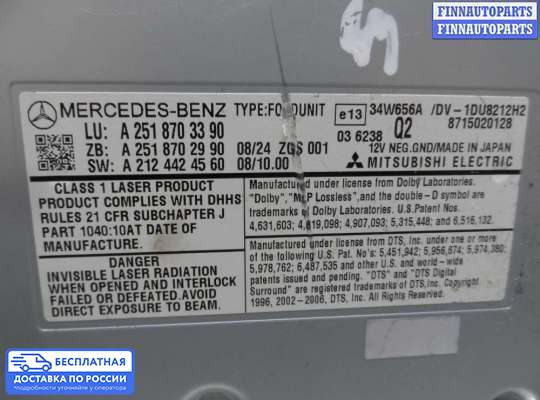 FINNAUTOPARTS
FINNAUTOPARTS
FINNAUTOPARTS
MERCEDES-BENZ TYPE: DUNIT e13 34W656A /DV-1DU8212H2
LU: A 251 870 33 90 03 6238 Q2 8715020128
ZB: A 251 870 29 90 08/24 ZGS 001 12V NEG.GND/MADE IN JAPAN
SW: A 212 442 45 60 08/10.00 MITSUBISHI ELECTRIC
CLASS 1 LASER PRODUCT
PRODUCT COMPLIES WITH DHHS
RULES 21 CFR SUBCHAPTER J
PART 1040:10AT DATE OF
MANUFACTURE.
Manufactured under license from Dolby Laboratories.
"Dolby", "MLP Lossless", and the double-D symbol are
trademarks of Dolby Laboratories. U.S.Patent Nos.
4,631,603; 4,819,098; 4,907,093; 5,315,448; 6,516,132.
DANGER
INVISIBLE LASER RADIATION
WHEN OPENED AND INTERLOCK
FAILED OR DEFEATED.AVOID
DIRECT EXPOSURE TO BEAM.
Manufactured under license from DTS, Inc. under one or more
of the following U.S. Pat. No's: 5,451,942; 5,956,674; 5,974,380;
5,978,762; 6,487,535 and other U.S. and world-wide
patents issued and pending. "DTS" and "DTS Digital
Surround" are registered trademarks of DTS,Inc. Copyright
1996, 2002-2006, DTS, Inc. All Rights Reserved.
БЕСПЛАТНАЯ
ДОСТАВКА ПО РОССИИ
подробности уточняйте у оператора